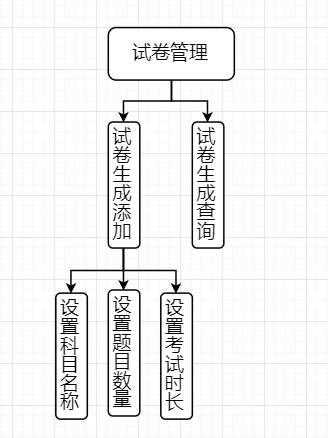 试卷管理
试卷生成添加
试卷生成查询
设置科目名称
设置题目数量
设置考试时长